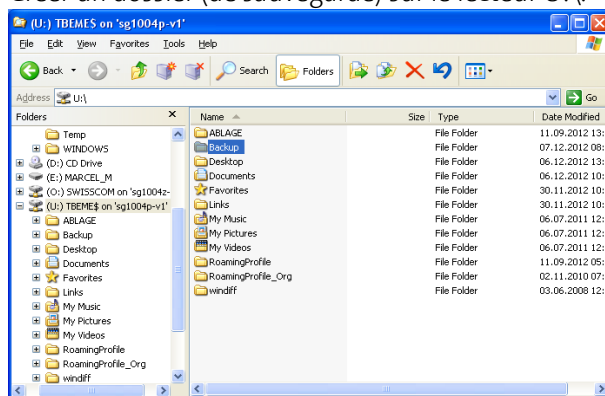 Créer un dossier (de sauvegarde) sur le lecteur U:\.
(U:) TBEME$ on 'sg1004p-v1'
File Edit View Favorites Tools Help
Back Search Folders
Address U:\ Go
Folders x Name Size Type Date Modified
Temp
WINDOWS
(D:) CD Drive
(E:) MARCEL_M
(O:) SWISSCOM on 'sg1004z-
(U:) TBEME$ on 'sg1004p-v1'
ABLAGE
Backup
Desktop
Documents
Favorites
Links
My Music
My Pictures
My Videos
RoamingProfile
RoamingProfile_Org
windiff
ABLAGE File Folder 11.09.2012 13:
Backup File Folder 07.12.2012 08:
Desktop File Folder 06.12.2012 13:
Documents File Folder 06.12.2012 10:
Favorites File Folder 30.11.2012 10:
Links File Folder 30.11.2012 10:
My Music File Folder 06.07.2011 12:
My Pictures File Folder 06.07.2011 12:
My Videos File Folder 06.07.2011 12:
RoamingProfile File Folder 11.09.2012 05:
RoamingProfile_Org File Folder 02.11.2010 07:
windiff File Folder 03.06.2008 12: